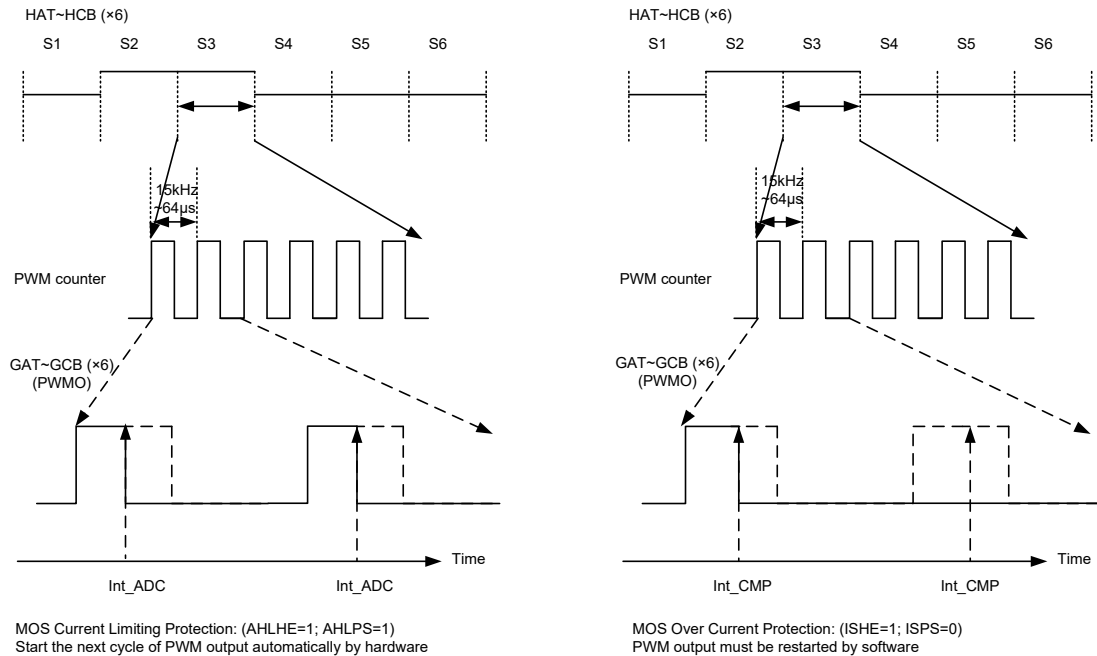 HAT~HCB (×6)
S1 S2 S3 S4 S5 S6
15kHz
~64µs
PWM counter
GAT~GCB (×6)
(PWMO)
Time
Int_ADC Int_ADC
MOS Current Limiting Protection: (AHLHE=1; AHLPS=1)
Start the next cycle of PWM output automatically by hardware
HAT~HCB (×6)
S1 S2 S3 S4 S5 S6
15kHz
~64µs
PWM counter
GAT~GCB (×6)
(PWMO)
Time
Int_CMP Int_CMP
MOS Over Current Protection: (ISHE=1; ISPS=0)
PWM output must be restarted by software